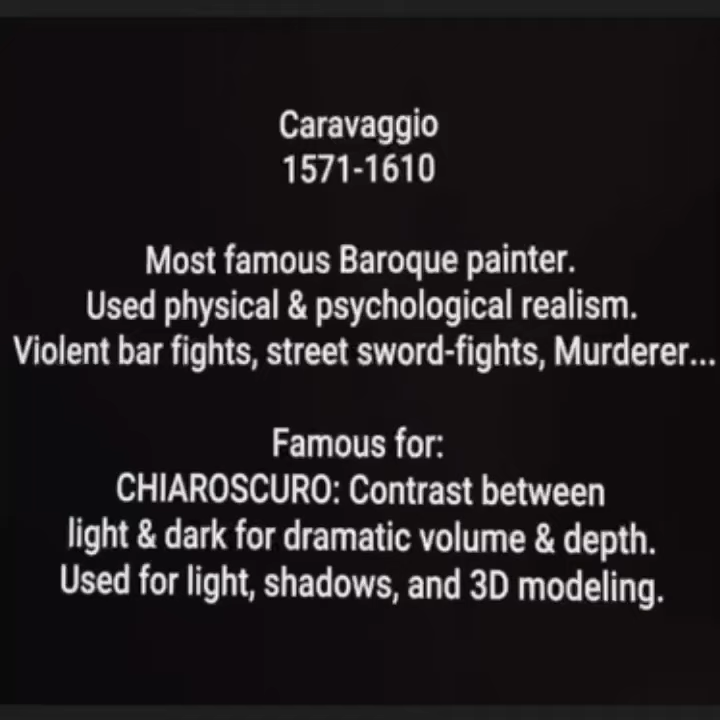 Caravaggio
1571-1610
Most famous Baroque painter.
Used physical & psychological realism.
Violent bar fights, street sword-fights, Murderer...
Famous for:
CHIAROSCURO: Contrast between
light & dark for dramatic volume & depth.
Used for light, shadows, and 3D modeling.